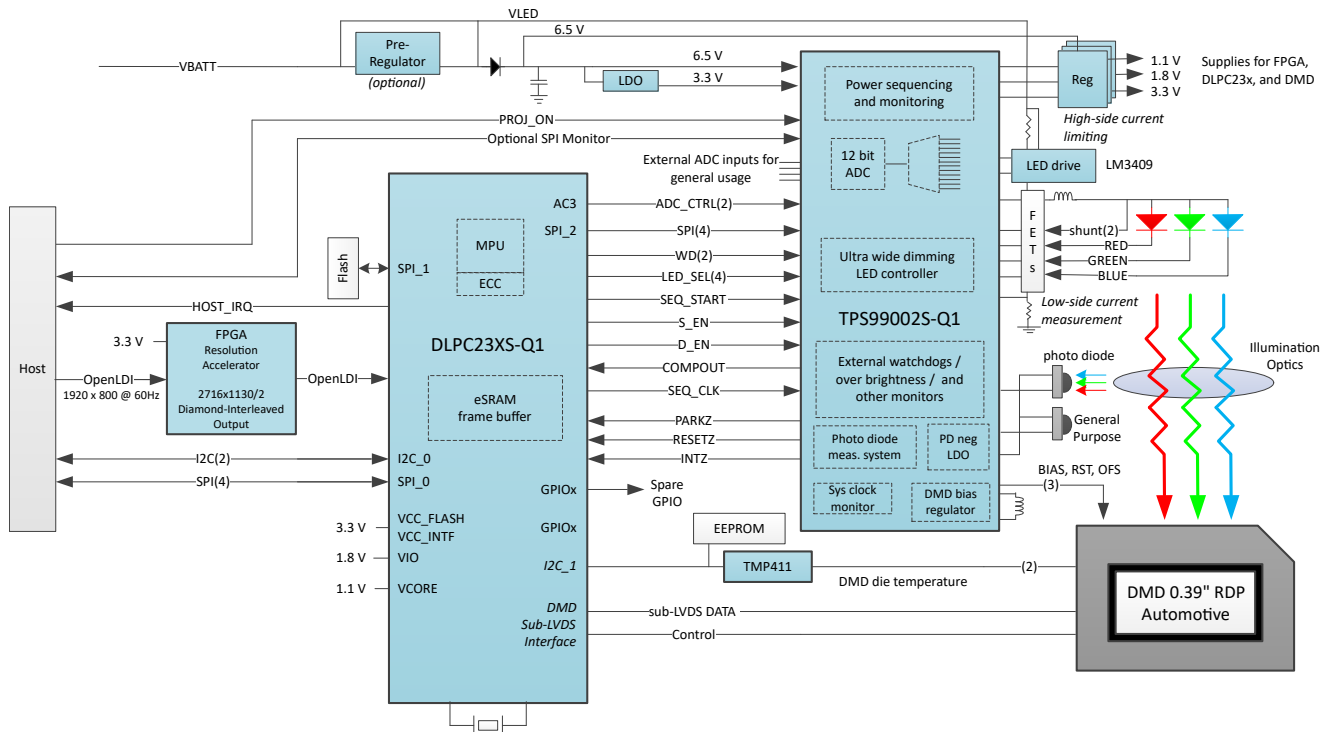 VLED
6.5 V
VBATT
Pre-
Regulator
(optional)
LDO
6.5 V
3.3 V
Power sequencing
and monitoring
Reg
1.1 V
1.8 V
3.3 V
Supplies for FPGA,
DLPC23x, and DMD
High-side current
limiting
PROJ_ON
Optional SPI Monitor
External ADC inputs for
general usage
12 bit
ADC
LED drive
LM3409
Host
Flash
SPI_1
HOST_IRQ
AC3
SPI_2
MPU
ECC
ADC_CTRL(2)
SPI(4)
WD(2)
LED_SEL(4)
SEQ_START
S_EN
D_EN
COMPOUT
SEQ_CLK
PARKZ
RESETZ
INTZ
Ultra wide dimming
LED controller
TPS99002S-Q1
F
E
T
s
shunt(2)
RED
GREEN
BLUE
Low-side current
measurement
3.3 V
FPGA
Resolution
Accelerator
2716x1130/2
Diamond-Interleaved
Output
OpenLDI
1920 x 800 @ 60Hz
OpenLDI
DLPC23XS-Q1
eSRAM
frame buffer
External watchdogs /
over brightness / and
other monitors
photo diode
Illumination
Optics
General
Purpose
Photo diode
meas. system
PD neg
LDO
Sys clock
monitor
DMD bias
regulator
BIAS, RST, OFS
(3)
I2C(2)
SPI(4)
I2C_0
SPI_0
GPIOx
Spare
GPIO
GPIOx
3.3 V
VCC_FLASH
VCC_INTF
1.8 V
VIO
1.1 V
VCORE
EEPROM
I2C_1
TMP411
DMD die temperature
(2)
DMD
Sub-LVDS
Interface
sub-LVDS DATA
Control
DMD 0.39" RDP
Automotive